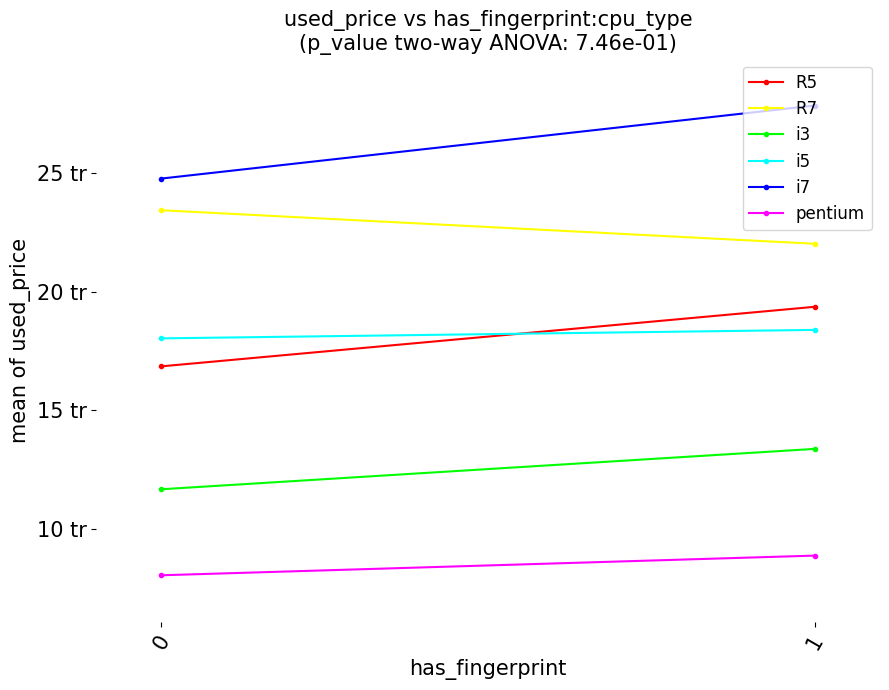 used_price vs has_fingerprint:cpu_type
(p_value two-way ANOVA: 7.46e-01)
R5
R7
i3
i5
i7
pentium
mean of used_price
25 tr
20 tr
15 tr
10 tr
0
1
has_fingerprint